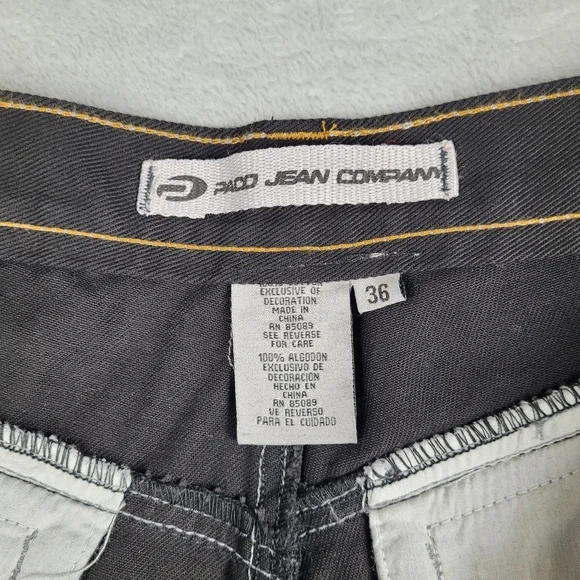 PACO JEAN COMPANY
36
EXCLUSIVE OF
DECORATION
MADE IN
CHINA
RN 85089
SEE REVERSE
FOR CARE
100% ALGODON
EXCLUSIVO DE
DECORACIÓN
HECHO EN
CHINA
RN 85089
VE REVERSO
PARA EL CUIDADO